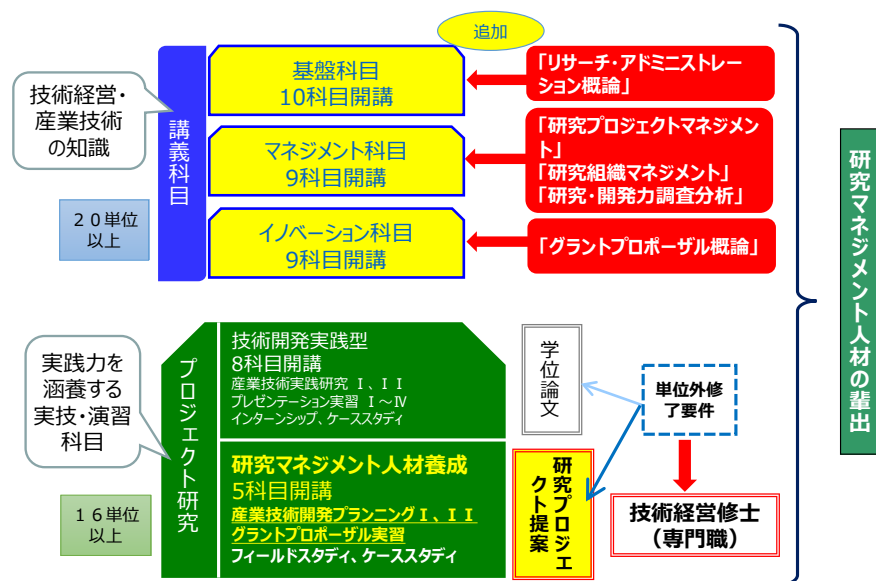 追加
基盤科目
10科目開講
「リサーチ・アドミニストレー
ション概論」
技術経営・
産業技術
の知識
講義科目
マネジメント科目
9科目開講
「研究プロジェクトマネジメン
ト」
「研究組織マネジメント」
「研究・開発力調査分析」
２０単位
以上
イノベーション科目
9科目開講
「グラントプロポーザル概論」
研究マネジメント人材の輩出
実践力を
涵養する
実技・演習
科目
プロジェクト研究
技術開発実践型
8科目開講
産業技術実践研究 Ｉ、ＩＩ
プレゼンテーション実習 Ｉ～Ⅳ
インターンシップ、ケーススタディ
学位論文
単位外修
了要件
１６単位
以上
研究マネジメント人材養成
5科目開講
産業技術開発プランニングＩ、ＩＩ
グラントプロポーザル実習
フィールドスタディ、ケーススタディ
研究プロジェ
クト提案
技術経営修士
（専門職）